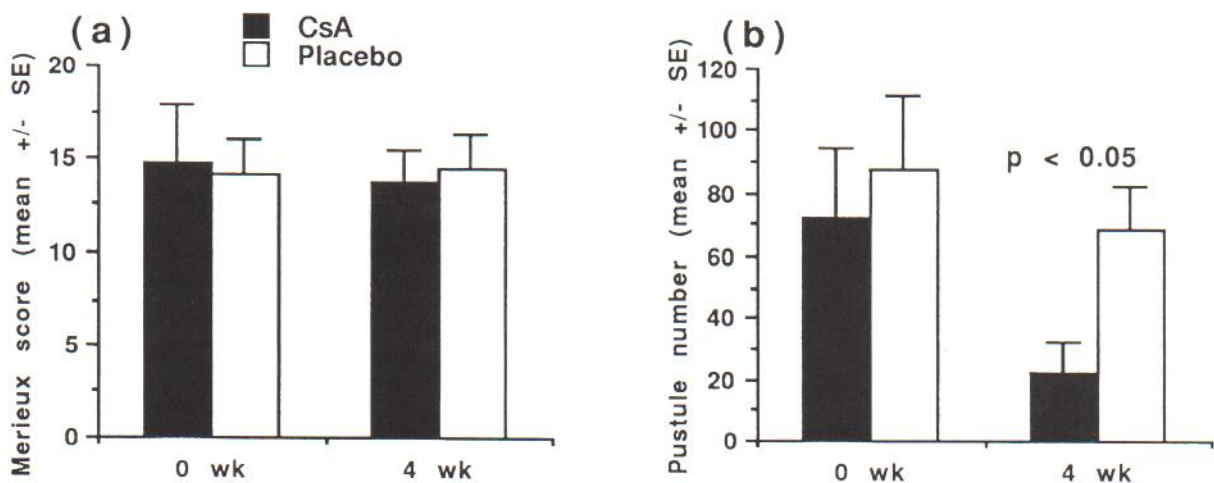 (a)
CsA
Placebo
Merieux score (mean +/- SE)
20
15
10
5
0
0 wk
4 wk
(b)
Pustule number (mean +/- SE)
120
100
80
60
40
20
0
p < 0.05
0 wk
4 wk